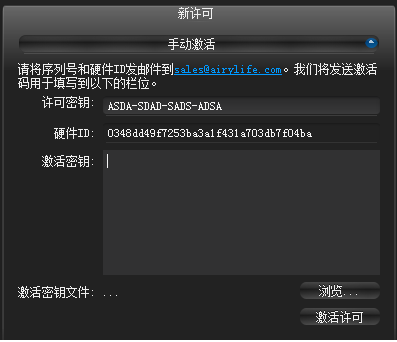 新许可
手动激活
请将序列号和硬件ID发邮件到sales@airylife.com。我们将发送激活
码用于填写到以下的栏位。
许可密钥: ASDA-SDAD-SADS-ADSA
硬件ID: 0348dd49f7253ba3a1f431a703db7f04ba
激活密钥:
激活密钥文件: ...
浏览...
激活许可